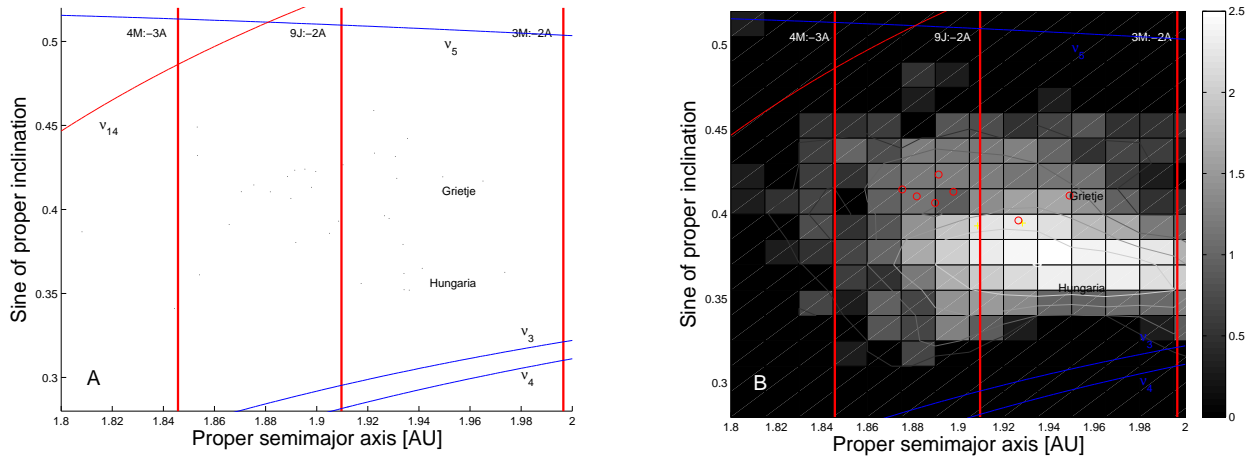 4M:-3A 9J:-2A 3M:-2A
ν5
ν14
Grietje
Hungaria
ν3
ν4
A
0.5
0.45
0.4
0.35
0.3
1.8 1.82 1.84 1.86 1.88 1.9 1.92 1.94 1.96 1.98 2
Sine of proper inclination
Proper semimajor axis [AU]
4M:-3A 9J:-2A 3M:-2A
ν5
Grietje
Hungaria
ν3
ν4
B
0.5
0.45
0.4
0.35
0.3
1.8 1.82 1.84 1.86 1.88 1.9 1.92 1.94 1.96 1.98 2
Sine of proper inclination
Proper semimajor axis [AU]
2.5
2
1.5
1
0.5
0